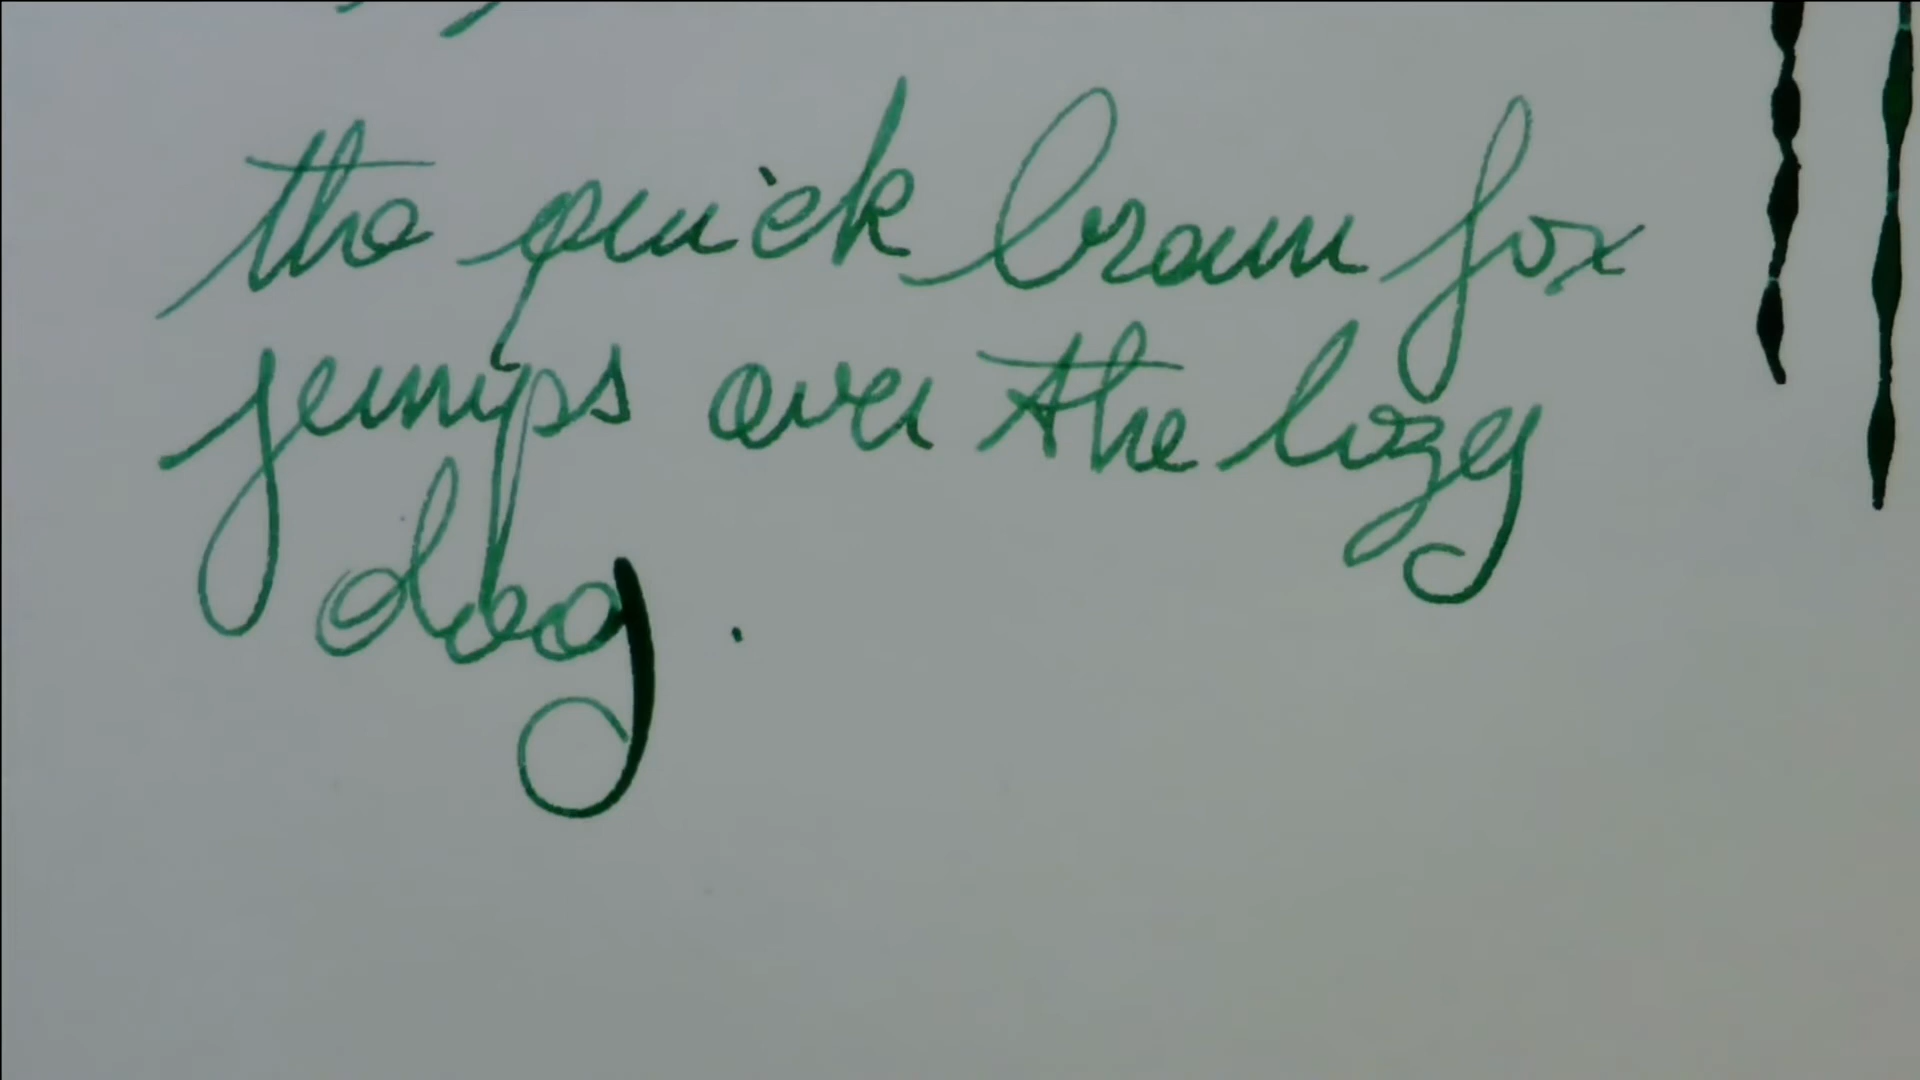 the quick brown fox
jumps over the lazy
dog.